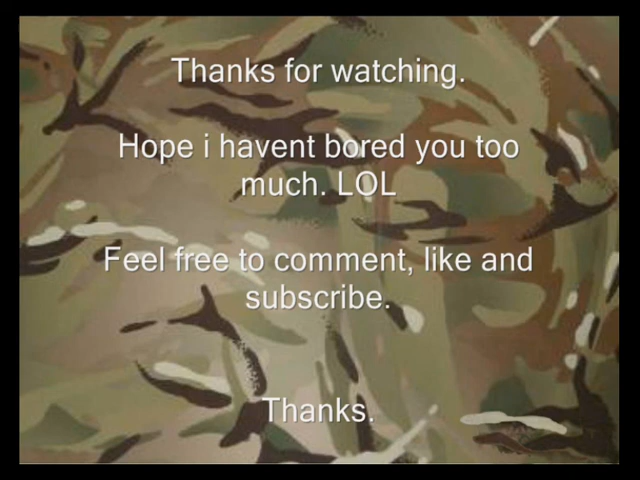 Thanks for watching.
Hope i havent bored you too
much. LOL
Feel free to comment, like and
subscribe.
Thanks.